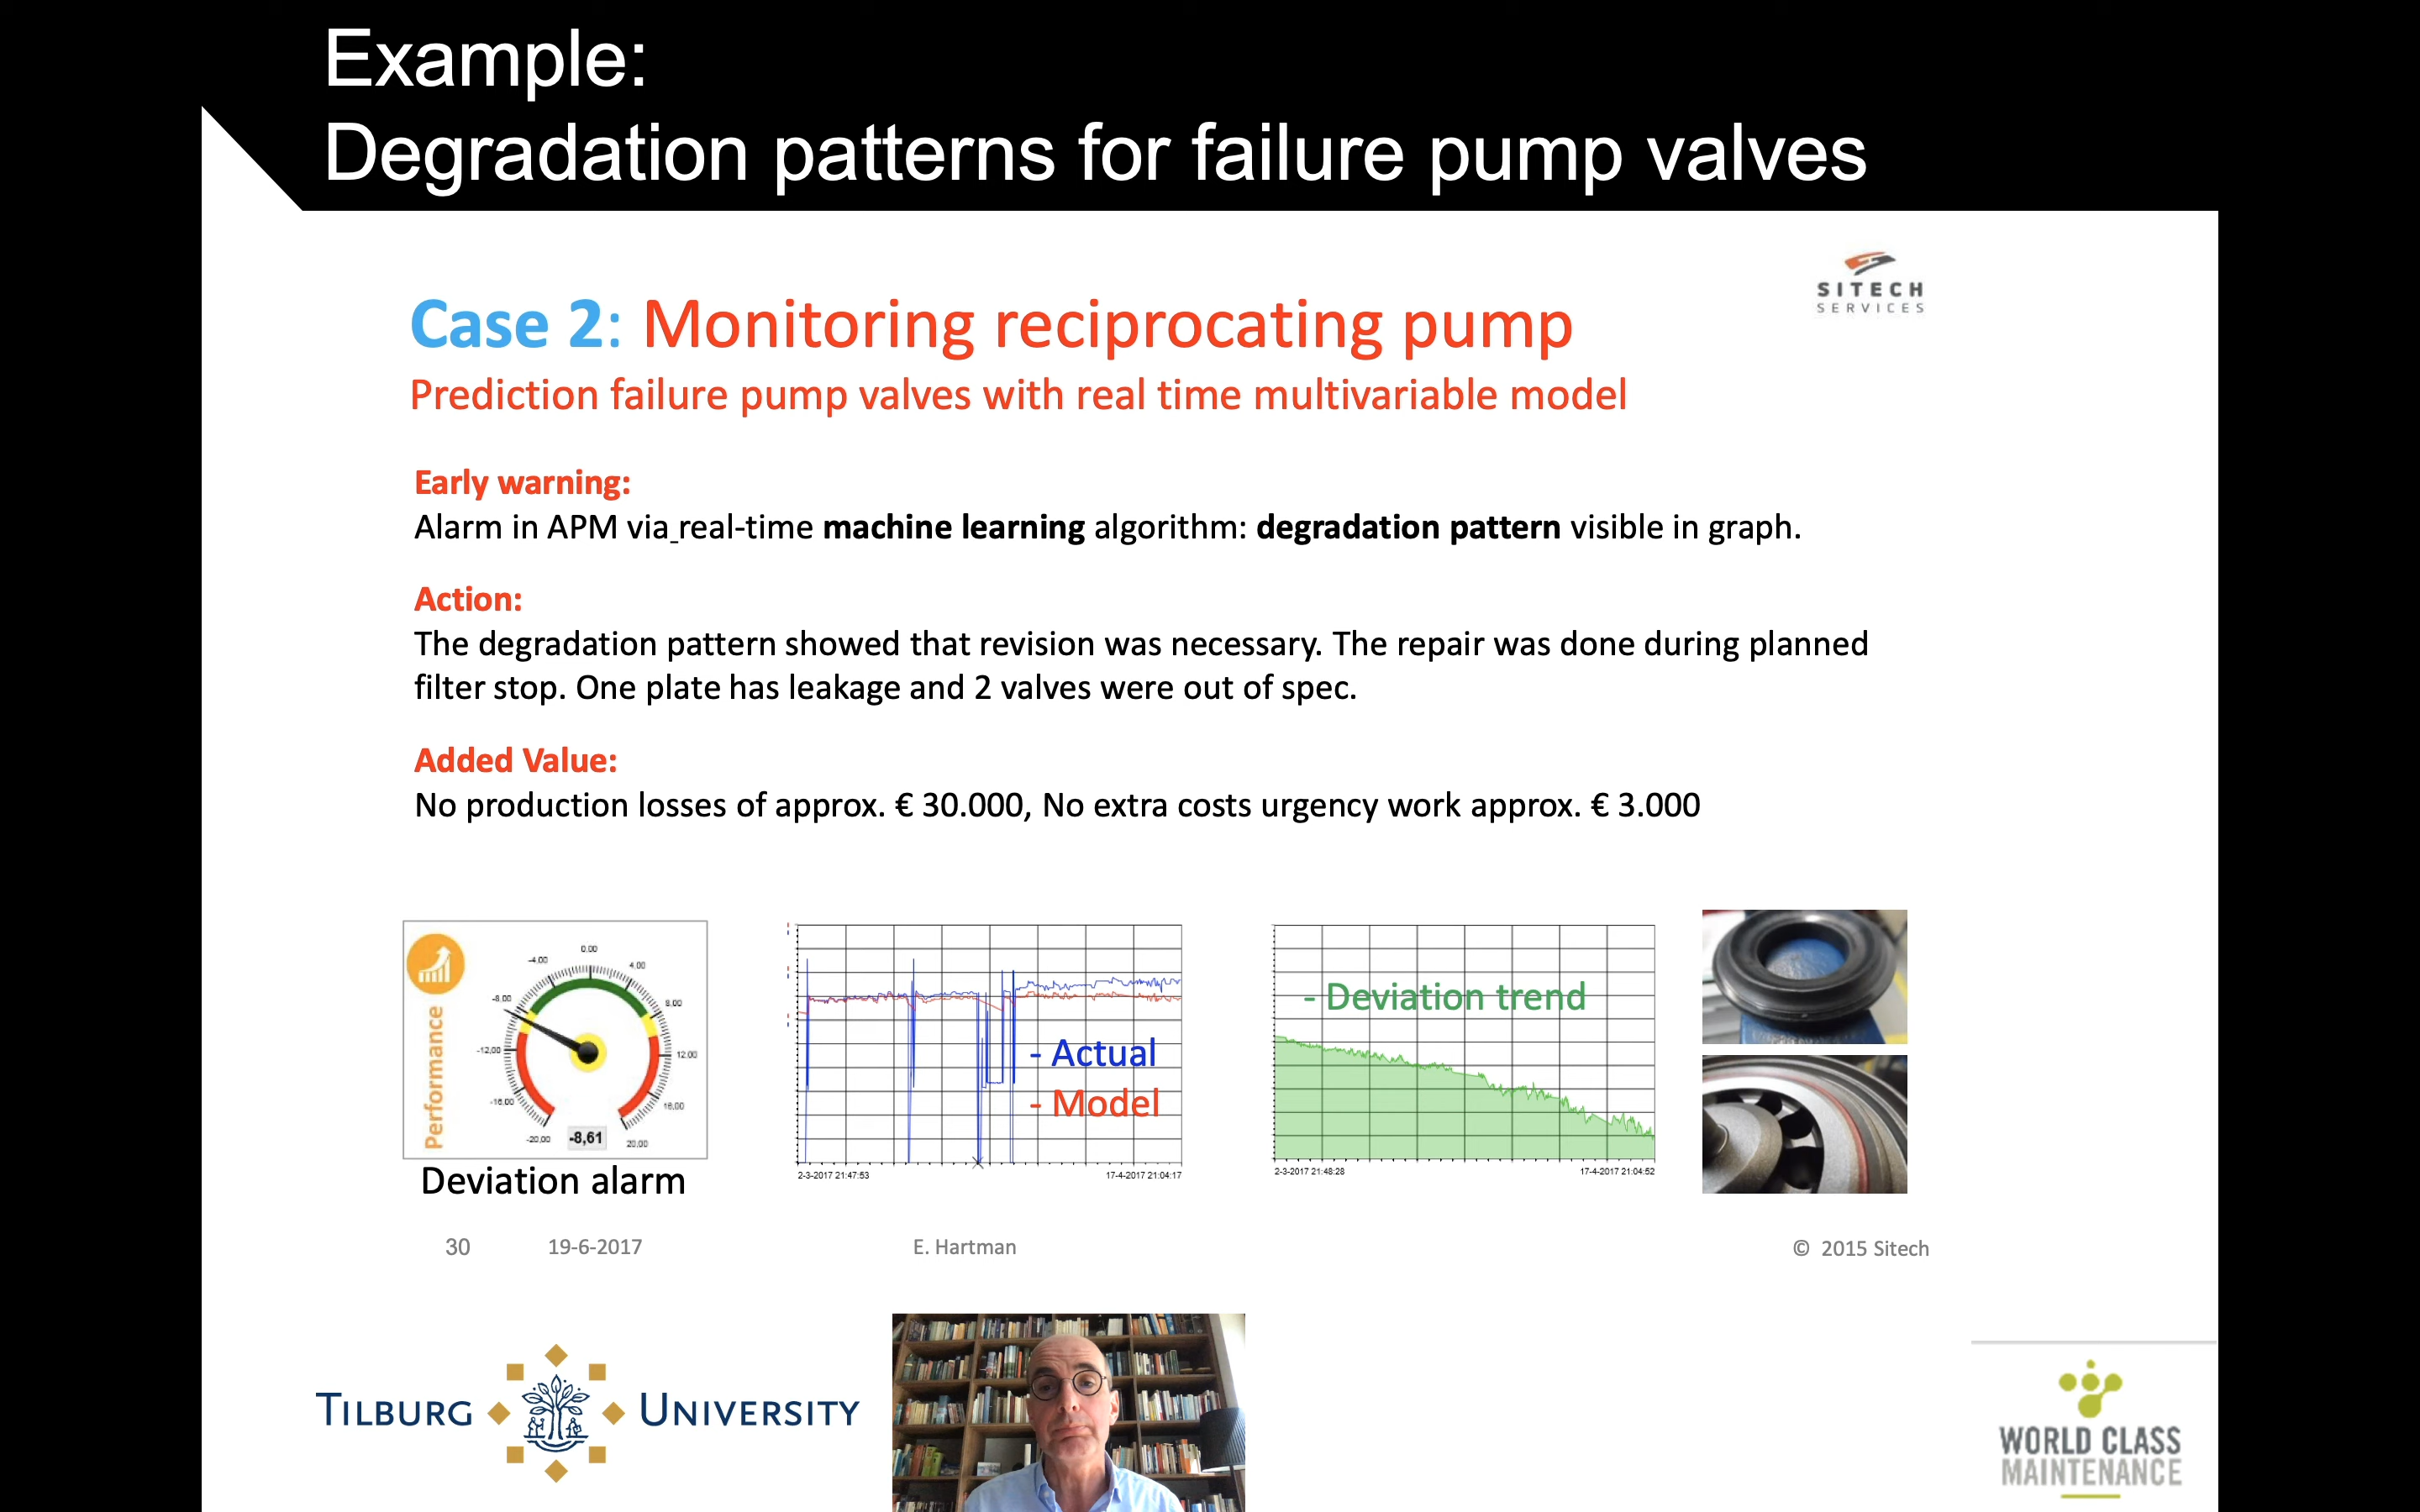 Example:
Degradation patterns for failure pump valves
SITECH
SERVICES
Case 2: Monitoring reciprocating pump
Prediction failure pump valves with real time multivariable model
Early warning:
Alarm in APM via real-time machine learning algorithm: degradation pattern visible in graph.
Action:
The degradation pattern showed that revision was necessary. The repair was done during planned
filter stop. One plate has leakage and 2 valves were out of spec.
Added Value:
No production losses of approx. € 30.000, No extra costs urgency work approx. € 3.000
Performance
0.00
-4.00
4.00
-8.00
8.00
-12.00
12.00
-16.00
16.00
-20.00
-8,61
20.00
Deviation alarm
- Actual
- Model
2-3-2017 21:47:53
17-4-2017 21:04:17
- Deviation trend
2-3-2017 21:48:28
17-4-2017 21:04:52
30
19-6-2017
E. Hartman
© 2015 Sitech
TILBURG UNIVERSITY
WORLD CLASS
MAINTENANCE